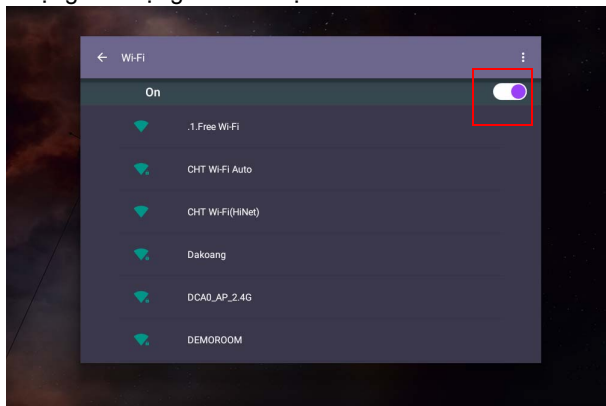 Wi-Fi
On
.1.Free Wi-Fi
CHT Wi-Fi Auto
CHT Wi-Fi(HiNet)
Dakoang
DCA0_AP_2.4G
DEMOROOM